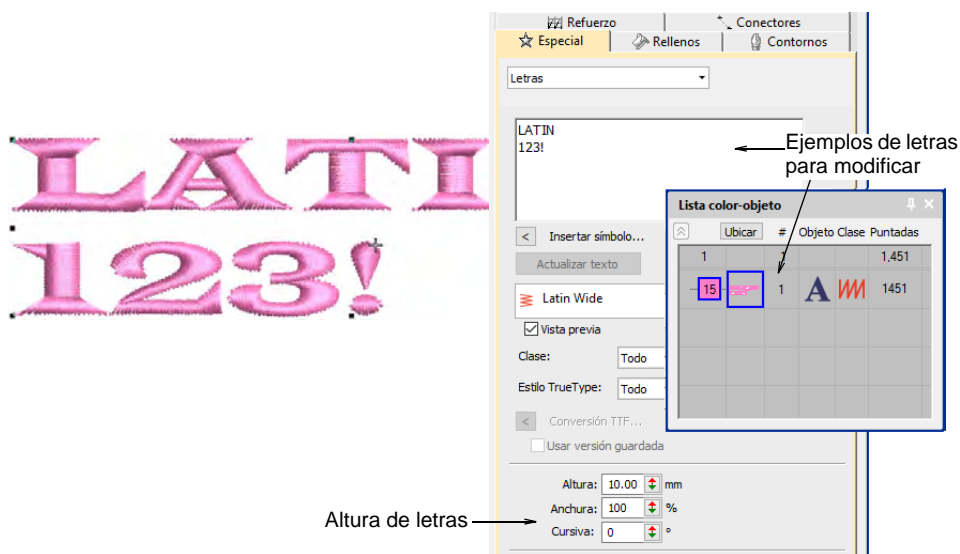 Refuerzo
Conectores
Especial
Rellenos
Contornos
Letras
LATIN
123!
Ejemplos de letras
para modificar
LATI
123!
Lista color-objeto
Ubicar # Objeto Clase Puntadas
1 1,451
15 1 A 1451
< Insertar símbolo...
Actualizar texto
Latin Wide
Vista previa
Clase: Todo
Estilo TrueType: Todo
< Conversión TTF...
Usar versión guardada
Altura: 10.00 mm
Anchura: 100 %
Cursiva: 0 °
Altura de letras